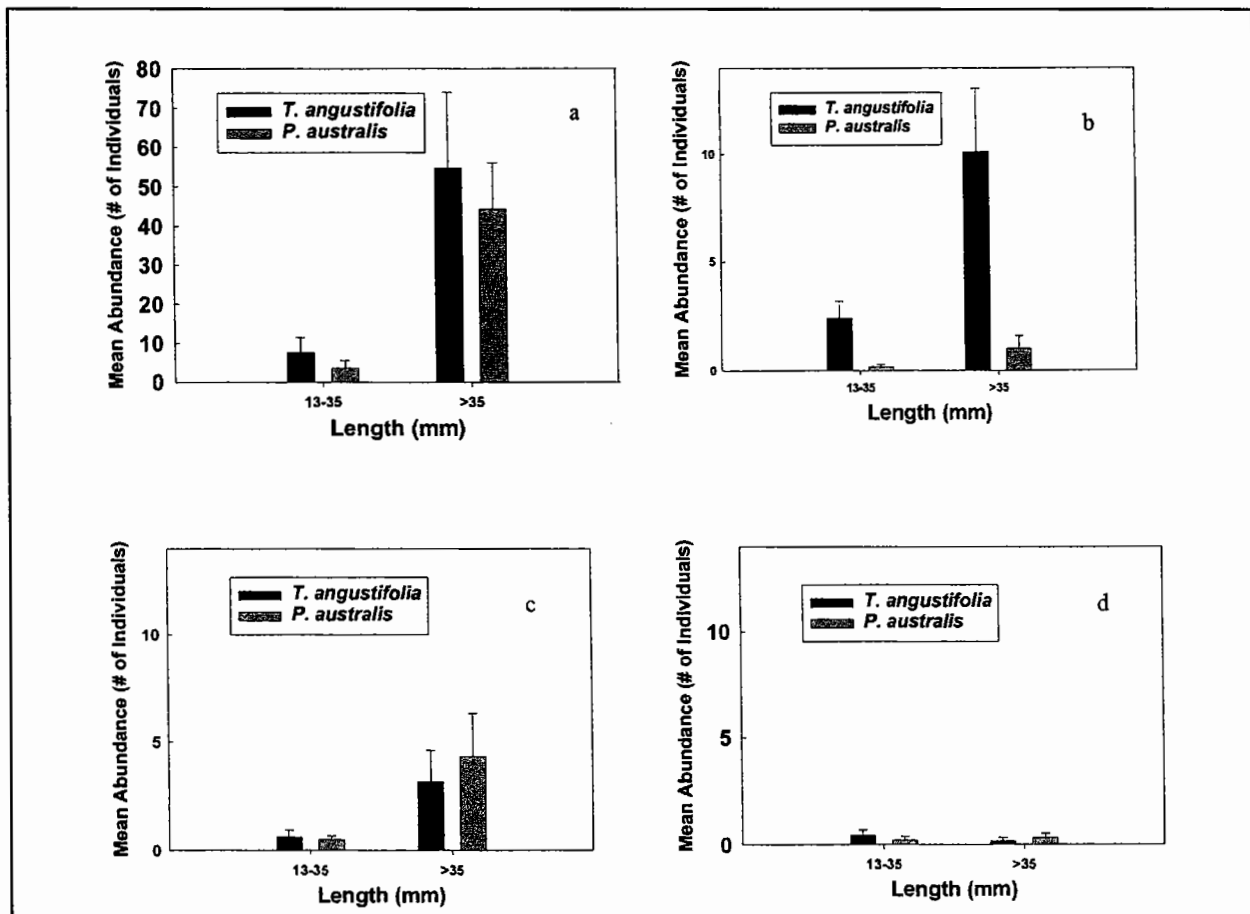 Mean Abundance (# of Individuals)
80
70
60
50
40
30
20
10
0
T. angustifolia
P. australis
a
13-35
>35
Length (mm)
Mean Abundance (# of Individuals)
10
5
0
T. angustifolia
P. australis
b
13-35
>35
Length (mm)
Mean Abundance (# of Individuals)
10
5
0
T. angustifolia
P. australis
c
13-35
>35
Length (mm)
Mean Abundance (# of Individuals)
10
5
0
T. angustifolia
P. australis
d
13-35
>35
Length (mm)